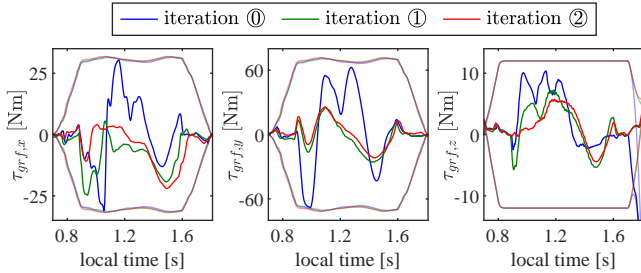 iteration ⓪ iteration ① iteration ②
τ_{grf,x} [Nm]
25
0
-25
0.8 1.2 1.6
local time [s]
τ_{grf,y} [Nm]
60
0
-60
0.8 1.2 1.6
local time [s]
τ_{grf,z} [Nm]
10
0
-10
0.8 1.2 1.6
local time [s]